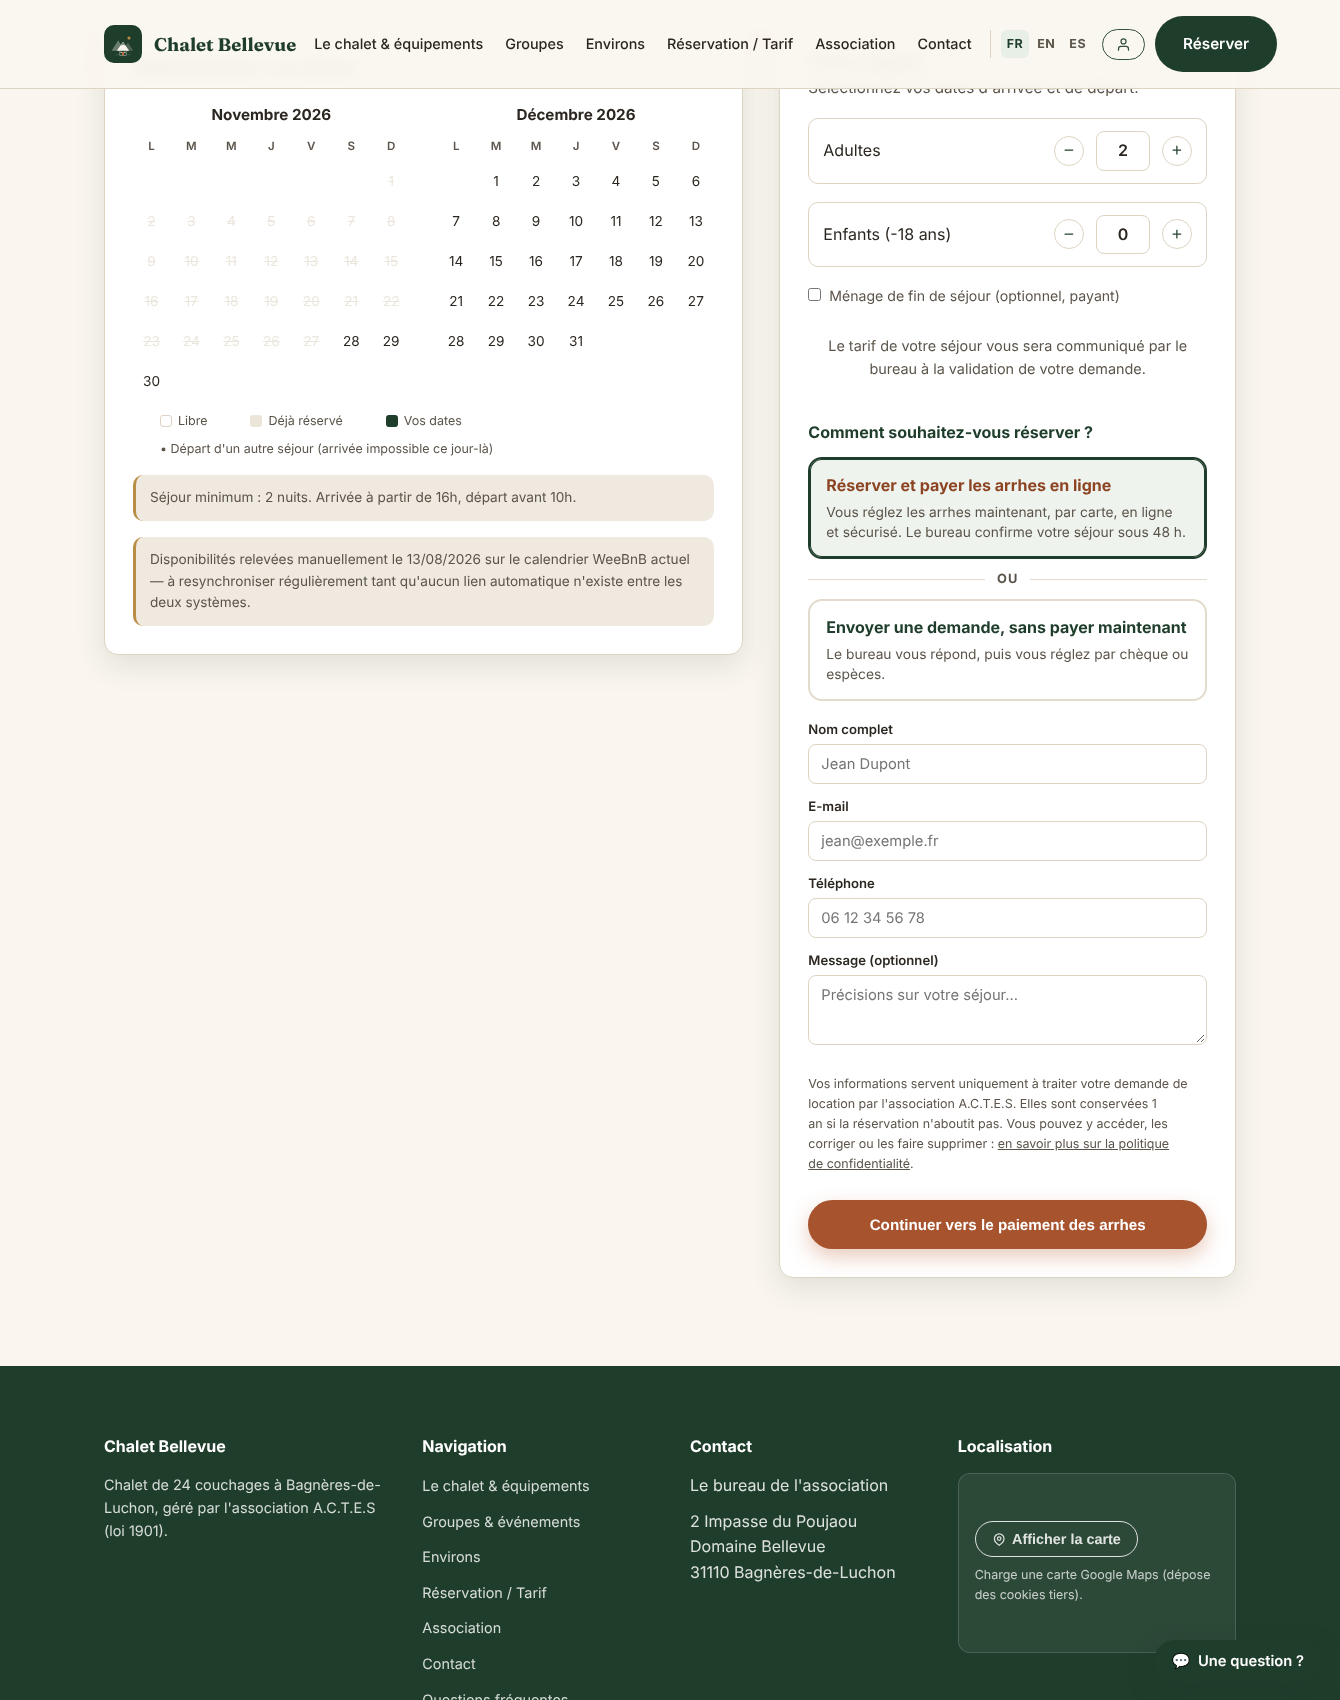 Chalet Bellevue
Le chalet & équipements
Groupes
Environs
Réservation / Tarif
Association
Contact
FR
EN
ES
Réserver
Novembre 2026
L M M J V S D
1
2 3 4 5 6 7 8
9 10 11 12 13 14 15
16 17 18 19 20 21 22
23 24 25 26 27 28 29
30
Décembre 2026
L M M J V S D
1 2 3 4 5 6
7 8 9 10 11 12 13
14 15 16 17 18 19 20
21 22 23 24 25 26 27
28 29 30 31
Libre
Déjà réservé
Vos dates
• Départ d'un autre séjour (arrivée impossible ce jour-là)
Séjour minimum : 2 nuits. Arrivée à partir de 16h, départ avant 10h.
Disponibilités relevées manuellement le 13/08/2026 sur le calendrier WeeBnB actuel
— à resynchroniser régulièrement tant qu'aucun lien automatique n'existe entre les
deux systèmes.
Sélectionnez vos dates d'arrivée et de départ.
Adultes
− 2 +
Enfants (-18 ans)
− 0 +
Ménage de fin de séjour (optionnel, payant)
Le tarif de votre séjour vous sera communiqué par le
bureau à la validation de votre demande.
Comment souhaitez-vous réserver ?
Réserver et payer les arrhes en ligne
Vous réglez les arrhes maintenant, par carte, en ligne
et sécurisé. Le bureau confirme votre séjour sous 48 h.
OU
Envoyer une demande, sans payer maintenant
Le bureau vous répond, puis vous réglez par chèque ou
espèces.
Nom complet
Jean Dupont
E-mail
jean@exemple.fr
Téléphone
06 12 34 56 78
Message (optionnel)
Précisions sur votre séjour...
Vos informations servent uniquement à traiter votre demande de
location par l'association A.C.T.E.S. Elles sont conservées 1
an si la réservation n'aboutit pas. Vous pouvez y accéder, les
corriger ou les faire supprimer : en savoir plus sur la politique
de confidentialité.
Continuer vers le paiement des arrhes
Chalet Bellevue
Chalet de 24 couchages à Bagnères-de-
Luchon, géré par l'association A.C.T.E.S
(loi 1901).
Navigation
Le chalet & équipements
Groupes & événements
Environs
Réservation / Tarif
Association
Contact
Questions fréquentes
Contact
Le bureau de l'association
2 Impasse du Poujaou
Domaine Bellevue
31110 Bagnères-de-Luchon
Localisation
Afficher la carte
Charge une carte Google Maps (dépose
des cookies tiers).
💬 Une question ?